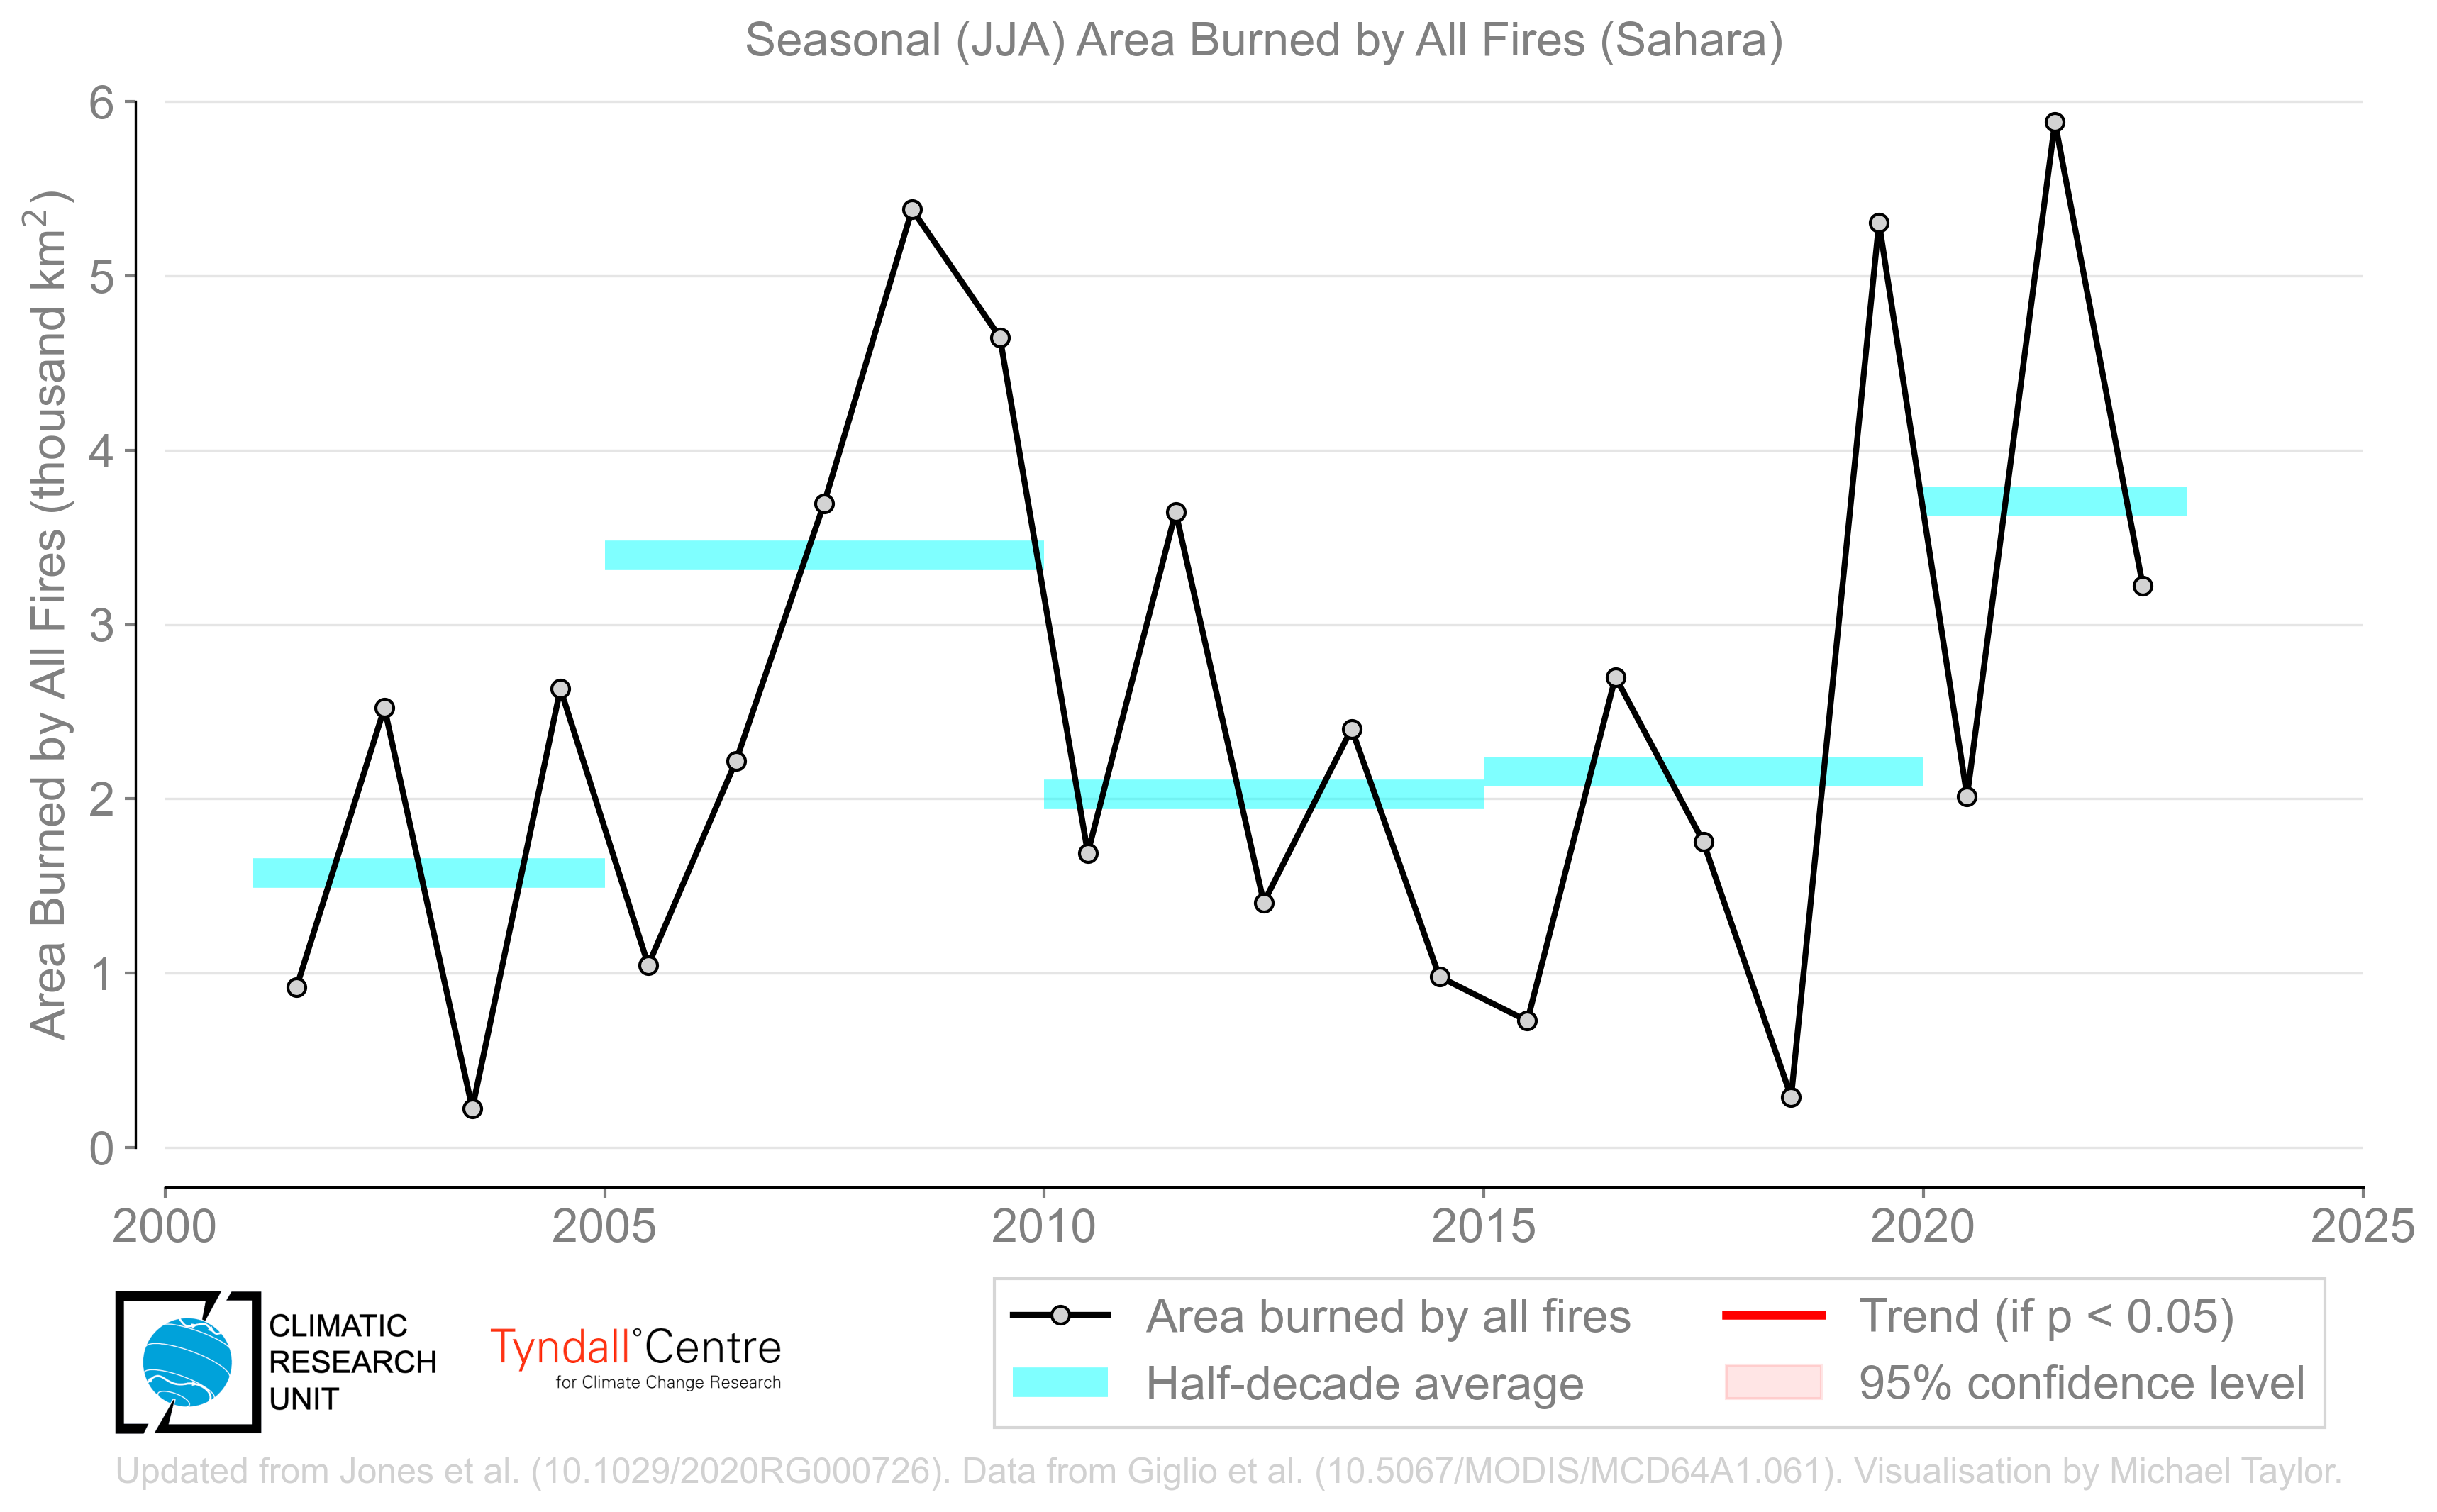 Seasonal (JJA) Area Burned by All Fires (Sahara)
Area Burned by All Fires (thousand km²)
6
5
4
3
2
1
0
2000 2005 2010 2015 2020 2025
CLIMATIC
RESEARCH
UNIT
Tyndall°Centre
for Climate Change Research
Area burned by all fires
Half-decade average
Trend (if p < 0.05)
95% confidence level
Updated from Jones et al. (10.1029/2020RG000726). Data from Giglio et al. (10.5067/MODIS/MCD64A1.061). Visualisation by Michael Taylor.